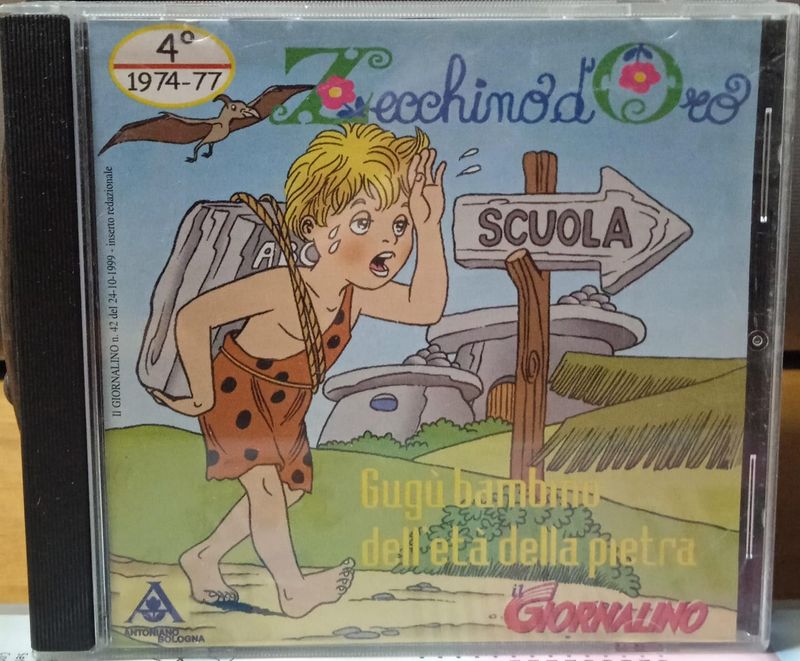 4°
1974-77
Zecchino d'Oro
Il GIORNALINO n. 42 del 24-10-1999 - inserto redazionale
ABC
SCUOLA
Gugù bambino
dell'età della pietra
ANTONIANO
BOLOGNA
il GIORNALINO